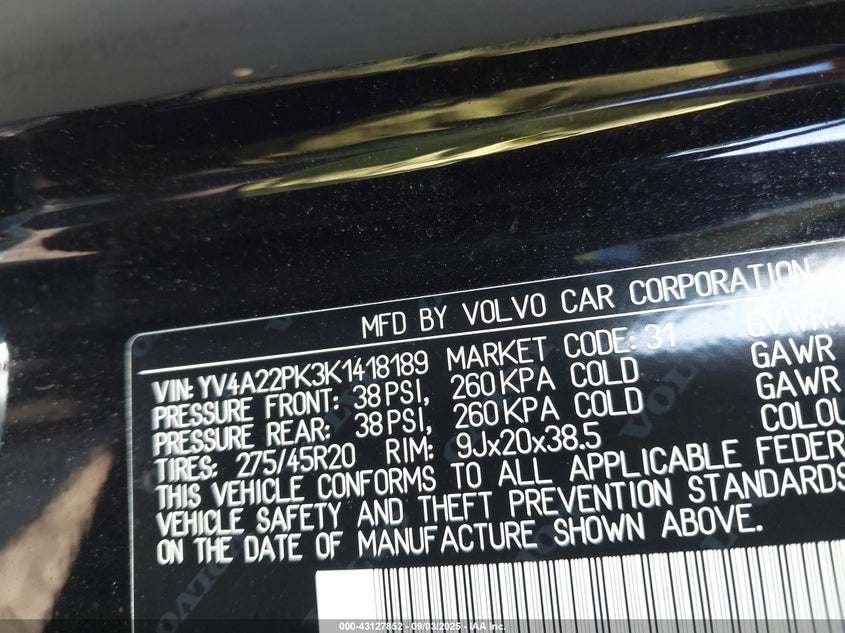 MFD BY VOLVO CAR CORPORATION
VIN: YV4A22PK3K1418189 MARKET CODE: 31 GVWR:
PRESSURE FRONT: 38 PSI, 260 KPA COLD GAWR
PRESSURE REAR: 38 PSI, 260 KPA COLD GAWR
TIRES: 275/45R20 RIM: 9Jx20x38.5 COLOU
THIS VEHICLE CONFORMS TO ALL APPLICABLE FEDER
VEHICLE SAFETY AND THEFT PREVENTION STANDARDS
ON THE DATE OF MANUFACTURE SHOWN ABOVE.
VOLVO
000-43127852 - 09/03/2025 - IAA Inc.